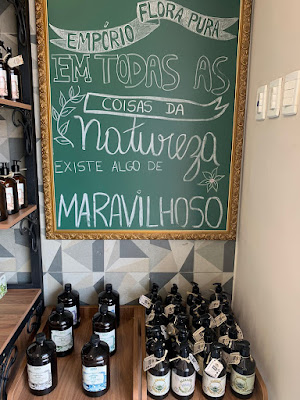 EMPÓRIO FLORA PURA
EM TODAS AS
COISAS DA
Natureza
EXISTE ALGO DE
MARAVILHOSO